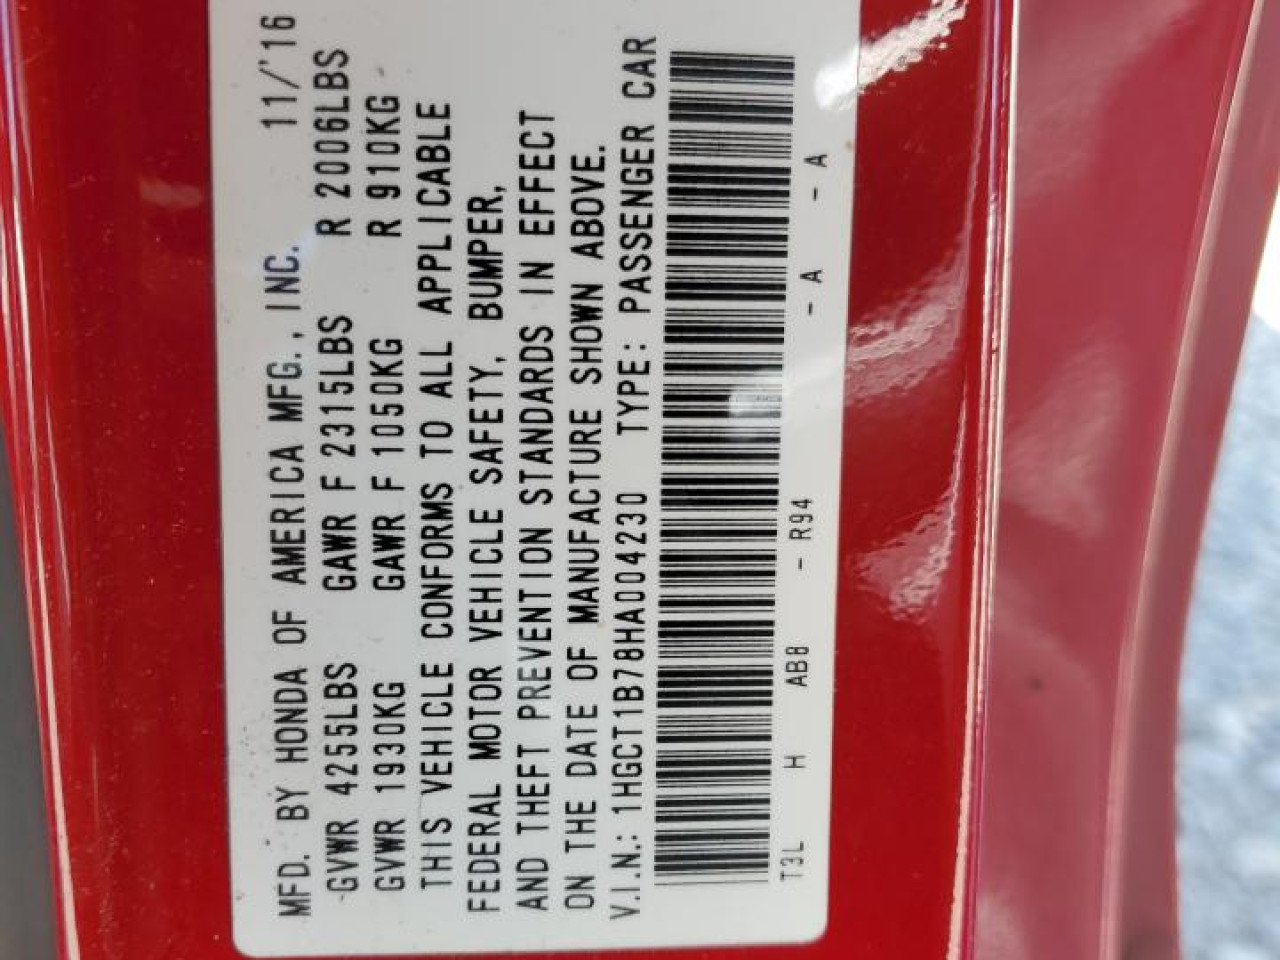 MFD. BY HONDA OF AMERICA MFG., INC. 11/'16
GVWR 4255LBS GAWR F 2315LBS R 2006LBS
GVWR 1930KG GAWR F 1050KG R 910KG
THIS VEHICLE CONFORMS TO ALL APPLICABLE
FEDERAL MOTOR VEHICLE SAFETY, BUMPER,
AND THEFT PREVENTION STANDARDS IN EFFECT
ON THE DATE OF MANUFACTURE SHOWN ABOVE.
V.I.N.: 1HGCT1B78HA004230 TYPE: PASSENGER CAR
T3L H AB8 - R94 - A - A